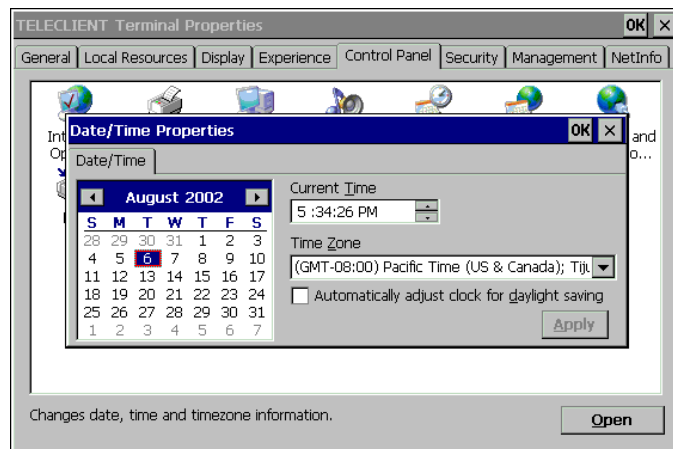 TELECLIENT Terminal Properties OK ×
General Local Resources Display Experience Control Panel Security Management NetInfo
Int and
Op o...
Date/Time Properties OK ×
Date/Time
August 2002
S M T W T F S
28 29 30 31 1 2 3
4 5 6 7 8 9 10
11 12 13 14 15 16 17
18 19 20 21 22 23 24
25 26 27 28 29 30 31
1 2 3 4 5 6 7
Current Time
5 :34:26 PM
Time Zone
(GMT-08:00) Pacific Time (US & Canada); Tiju
Automatically adjust clock for daylight saving
Apply
Changes date, time and timezone information.
Open